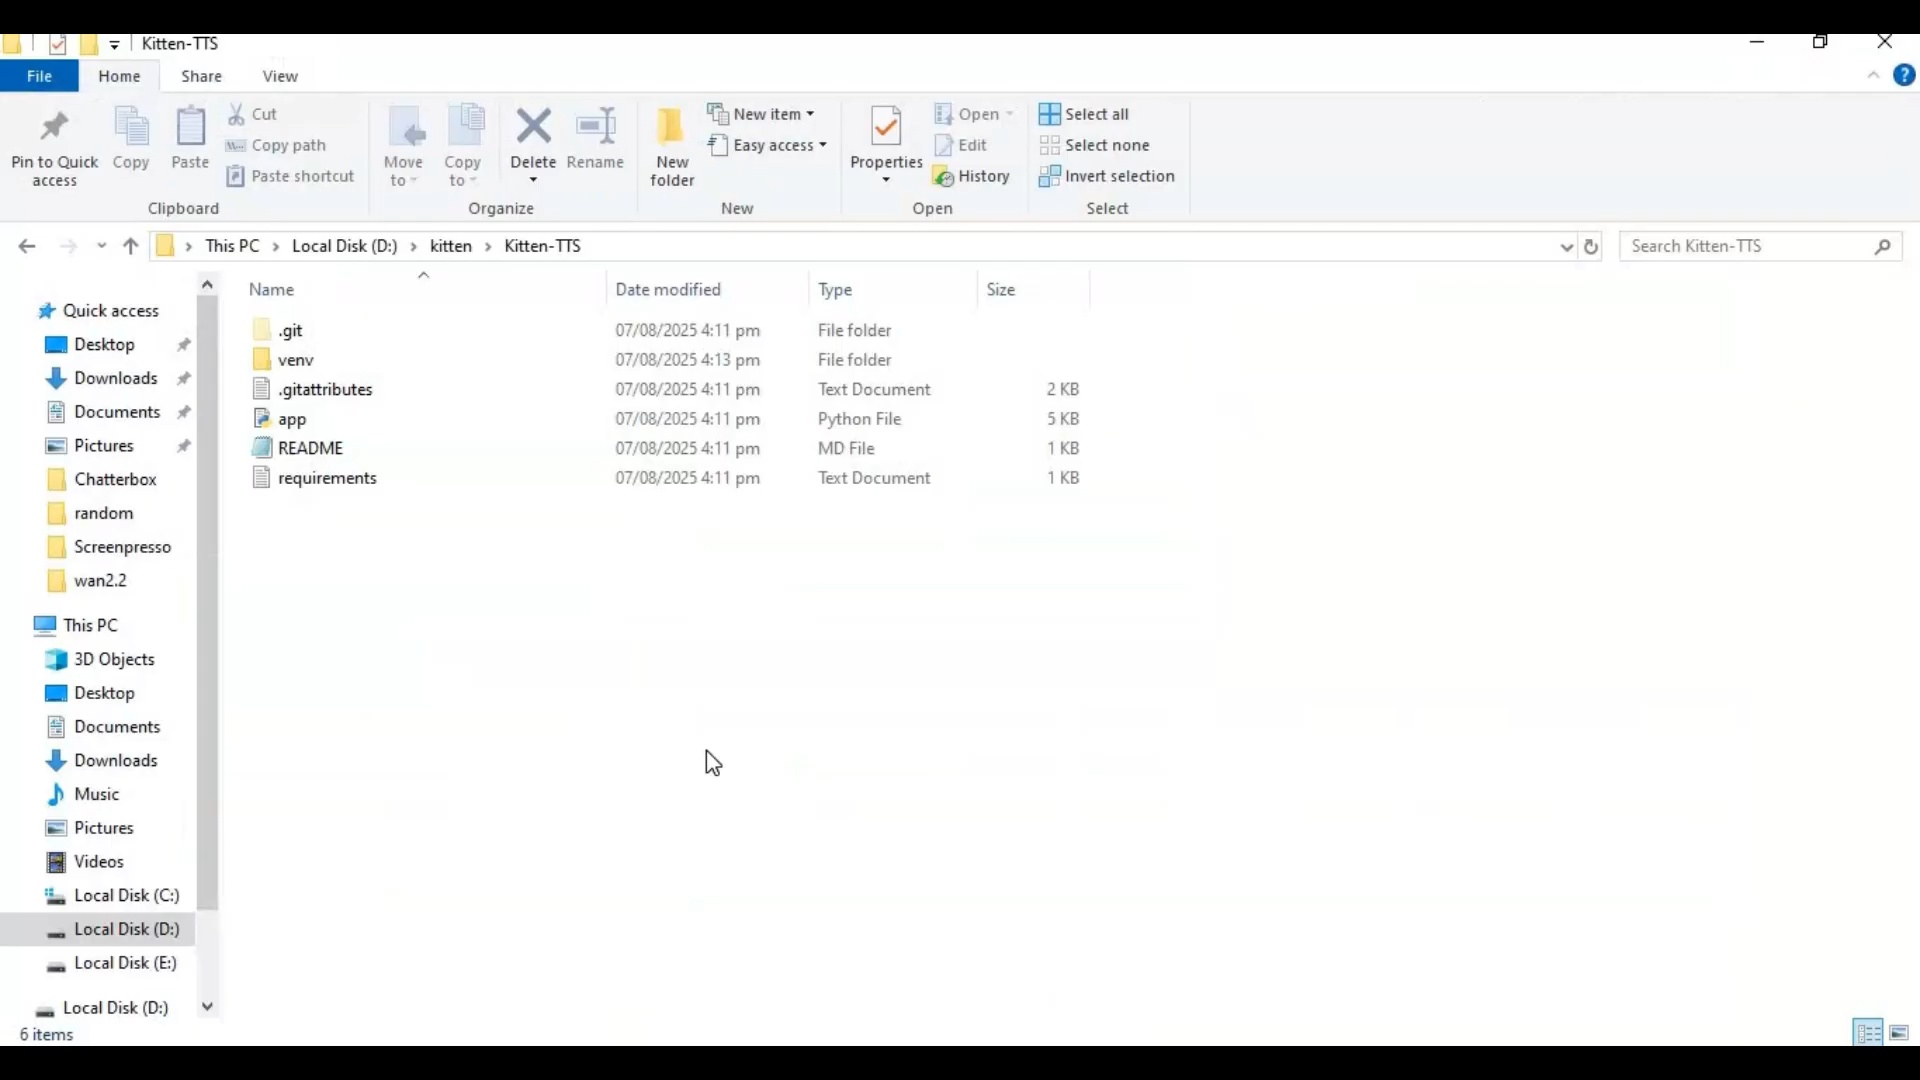 Kitten-TTS
File Home Share View
Pin to Quick access
Copy
Paste
Cut
Copy path
Paste shortcut
Clipboard
Move to
Copy to
Delete
Rename
Organize
New folder
New item
Easy access
New
Properties
Open
Edit
History
Open
Select all
Select none
Invert selection
Select
This PC > Local Disk (D:) > kitten > Kitten-TTS
Search Kitten-TTS
Quick access
Desktop
Downloads
Documents
Pictures
Chatterbox
random
Screenpresso
wan2.2
This PC
3D Objects
Desktop
Documents
Downloads
Music
Pictures
Videos
Local Disk (C:)
Local Disk (D:)
Local Disk (E:)
Local Disk (D:)
Name Date modified Type Size
.git 07/08/2025 4:11 pm File folder
venv 07/08/2025 4:13 pm File folder
.gitattributes 07/08/2025 4:11 pm Text Document 2 KB
app 07/08/2025 4:11 pm Python File 5 KB
README 07/08/2025 4:11 pm MD File 1 KB
requirements 07/08/2025 4:11 pm Text Document 1 KB
6 items